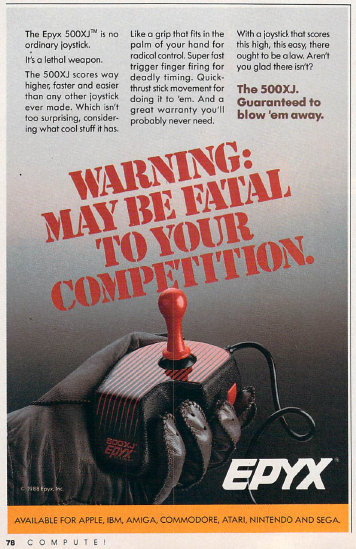 The Epyx 500XJ™ is no
ordinary joystick.
It's a lethal weapon.
The 500XJ scores way
higher, faster and easier
than any other joystick
ever made. Which isn't
too surprising, consider-
ing what cool stuff it has.
Like a grip that fits in the
palm of your hand for
radical control. Super fast
trigger finger firing for
deadly timing. Quick-
thrust stick movement for
doing it to 'em. And a
great warranty you'll
probably never need.
With a joystick that scores
this high, this easy, there
ought to be a law. Aren't
you glad there isn't?
The 500XJ.
Guaranteed to
blow 'em away.
WARNING:
MAY BE FATAL
TO YOUR
COMPETITION.
500XJ
EPYX
EPYX®
© 1988 Epyx, Inc.
AVAILABLE FOR APPLE, IBM, AMIGA, COMMODORE, ATARI, NINTENDO AND SEGA.
78 COMPUTE!